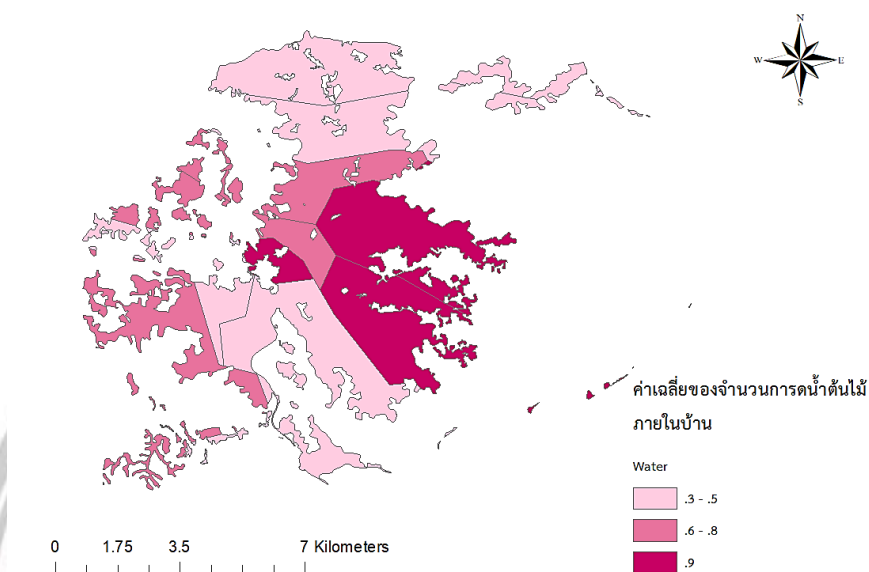 N
W E
S
ค่าเฉลี่ยของจำนวนการดน้ำต้นไม้
ภายในบ้าน
Water
.3 - .5
.6 - .8
.9
0 1.75 3.5 7 Kilometers